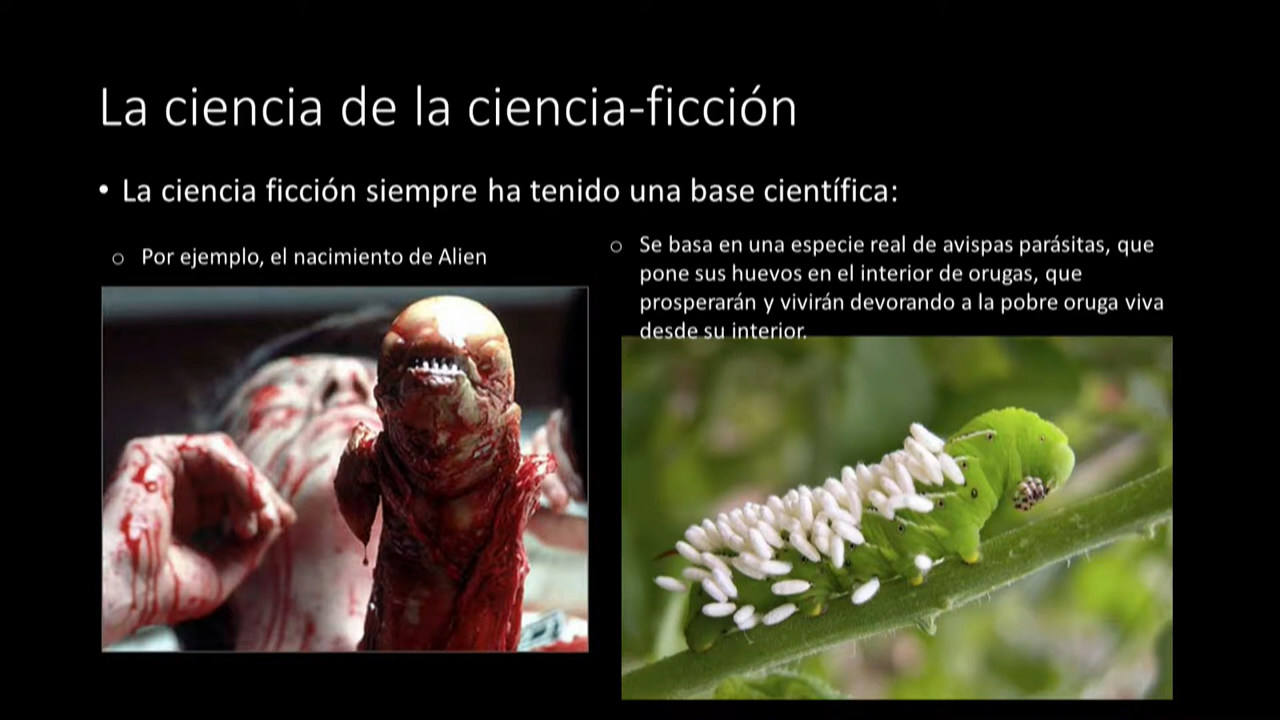 La ciencia de la ciencia-ficción
• La ciencia ficción siempre ha tenido una base científica:
○ Por ejemplo, el nacimiento de Alien
○ Se basa en una especie real de avispas parásitas, que
pone sus huevos en el interior de orugas, que
prosperarán y vivirán devorando a la pobre oruga viva
desde su interior.